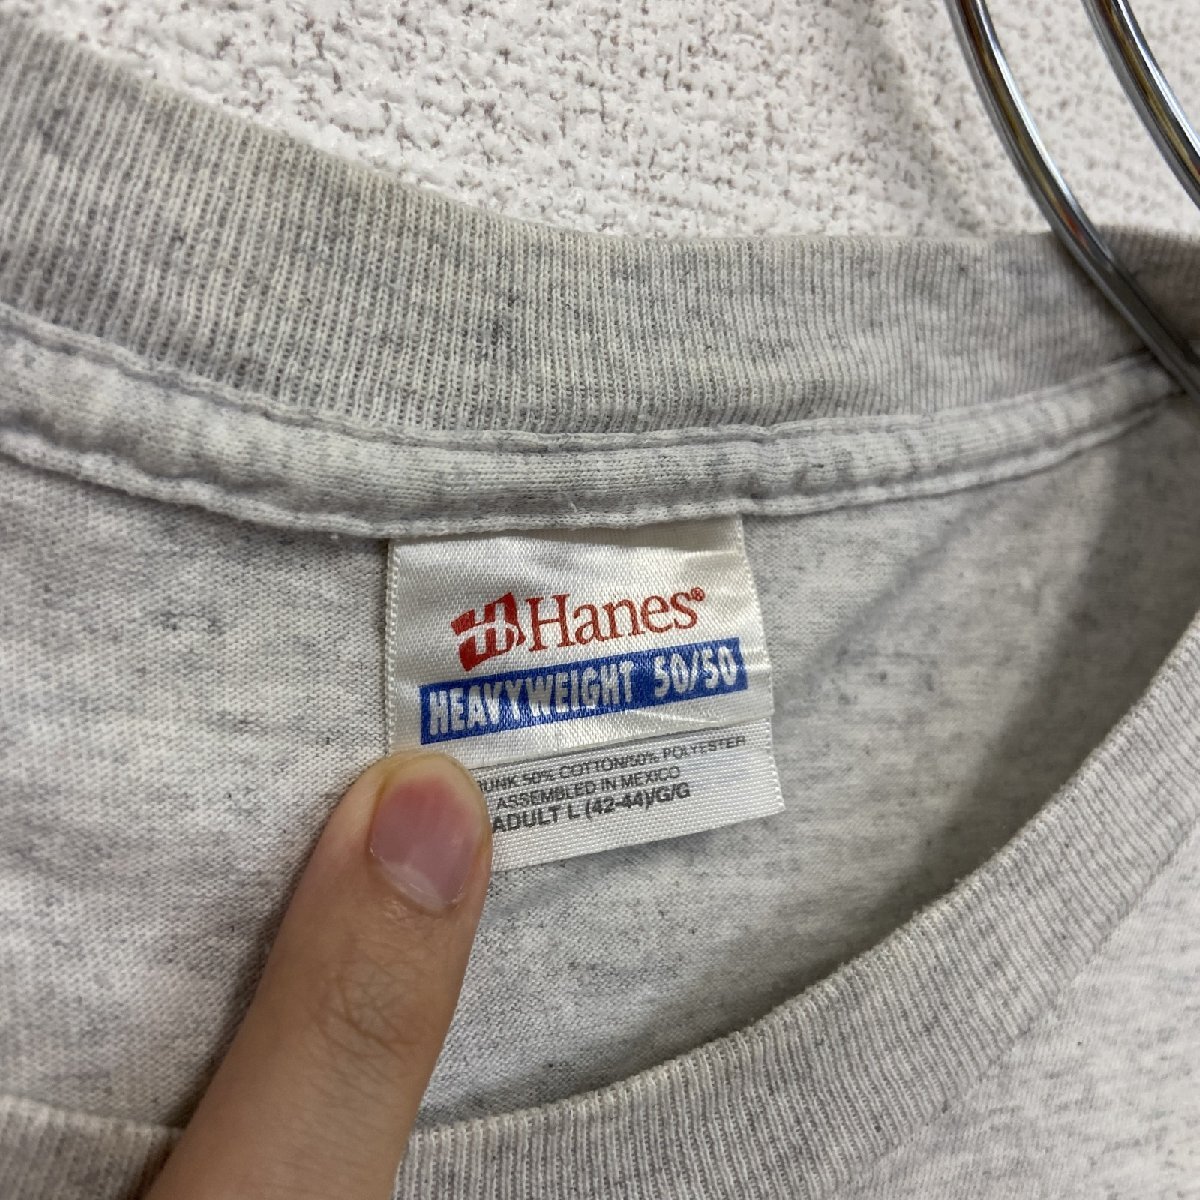 Hanes®
HEAVYWEIGHT 50/50
50% COTTON/50% POLYESTER
ASSEMBLED IN MEXICO
ADULT L (42-44)/G/G